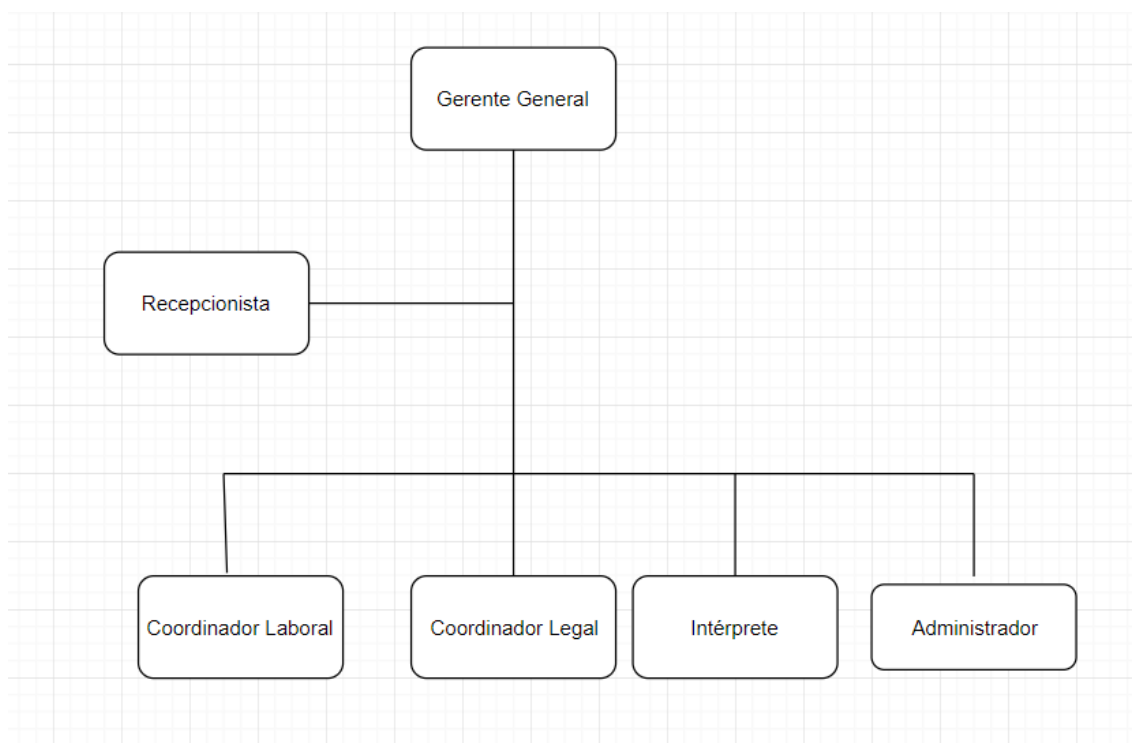 Gerente General
Recepcionista
Coordinador Laboral
Coordinador Legal
Intérprete
Administrador